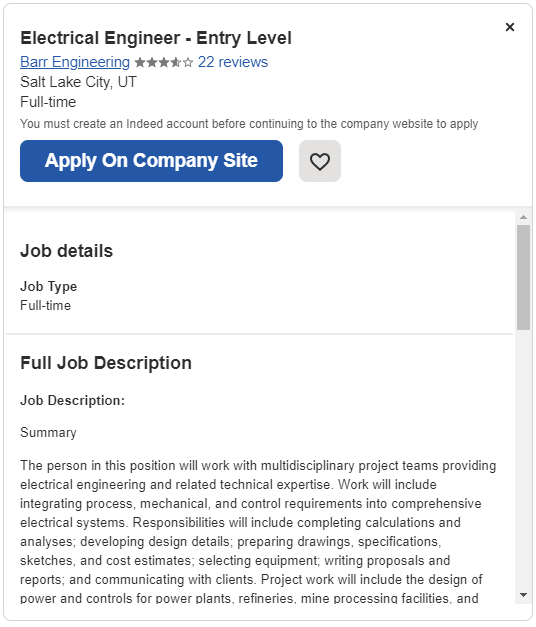 Electrical Engineer - Entry Level
Barr Engineering 22 reviews
Salt Lake City, UT
Full-time
You must create an Indeed account before continuing to the company website to apply
Apply On Company Site
Job details
Job Type
Full-time
Full Job Description
Job Description:
Summary
The person in this position will work with multidisciplinary project teams providing
electrical engineering and related technical expertise. Work will include
integrating process, mechanical, and control requirements into comprehensive
electrical systems. Responsibilities will include completing calculations and
analyses; developing design details; preparing drawings, specifications,
sketches, and cost estimates; selecting equipment; writing proposals and
reports; and communicating with clients. Project work will include the design of
power and controls for power plants, refineries, mine processing facilities, and